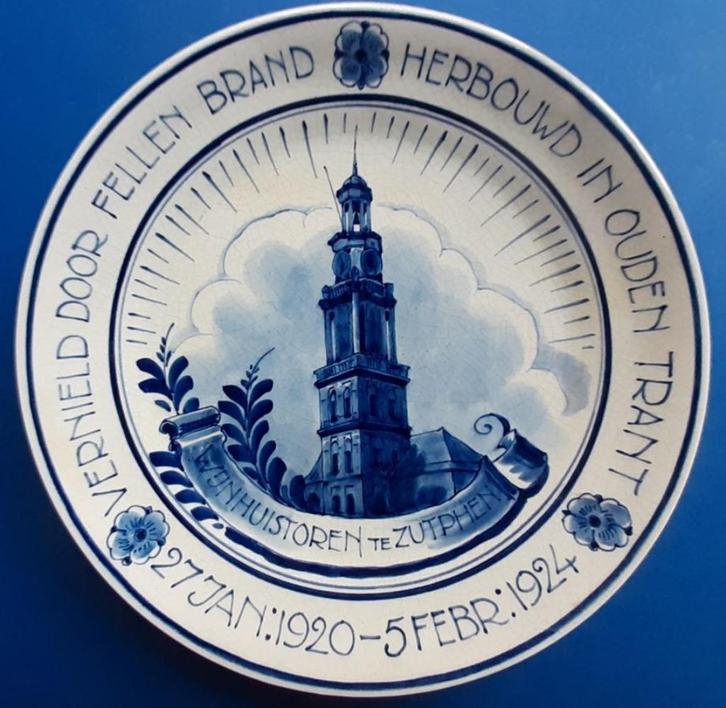 VERNIELD DOOR FELLEN BRAND
HERBOUWD IN OUDEN TRANT
27 JAN: 1920 - 5 FEBR: 1924
WIJNHUISTOREN TE ZUTPHEN